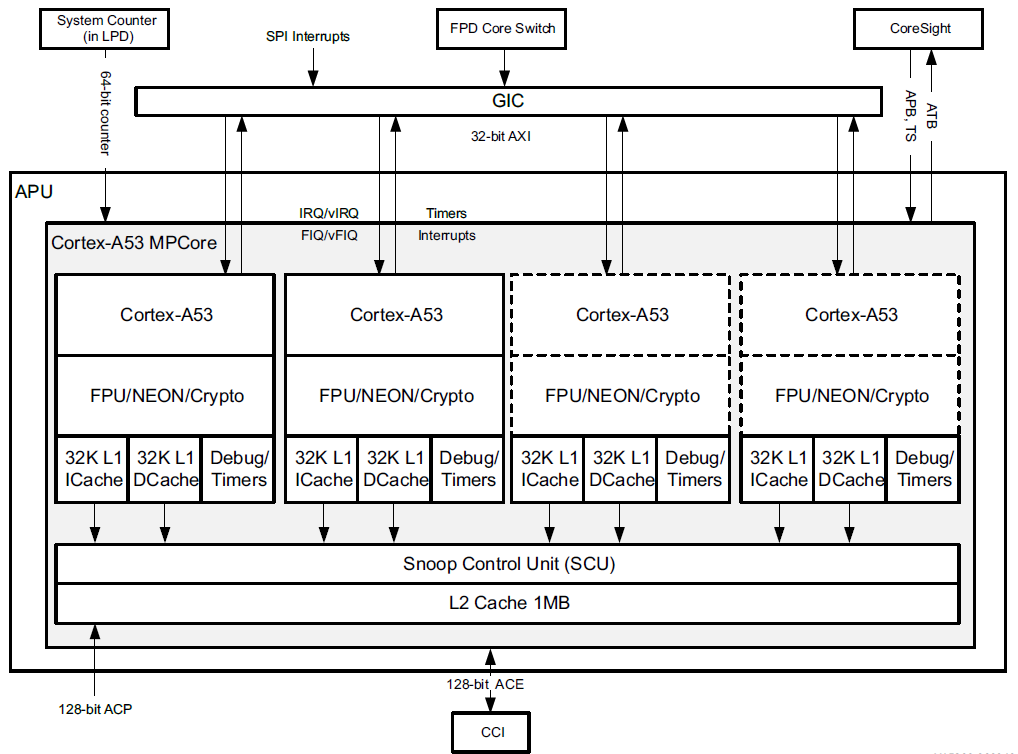 System Counter
(in LPD)
SPI Interrupts
FPD Core Switch
CoreSight
64-bit counter
GIC
APB, TS
ATB
32-bit AXI
APU
IRQ/vIRQ
Timers
FIQ/vFIQ
Interrupts
Cortex-A53 MPCore
Cortex-A53
Cortex-A53
Cortex-A53
Cortex-A53
FPU/NEON/Crypto
FPU/NEON/Crypto
FPU/NEON/Crypto
FPU/NEON/Crypto
32K L1
ICache
32K L1
DCache
Debug/
Timers
32K L1
ICache
32K L1
DCache
Debug/
Timers
32K L1
ICache
32K L1
DCache
Debug/
Timers
32K L1
ICache
32K L1
DCache
Debug/
Timers
Snoop Control Unit (SCU)
L2 Cache 1MB
128-bit ACP
128-bit ACE
CCI